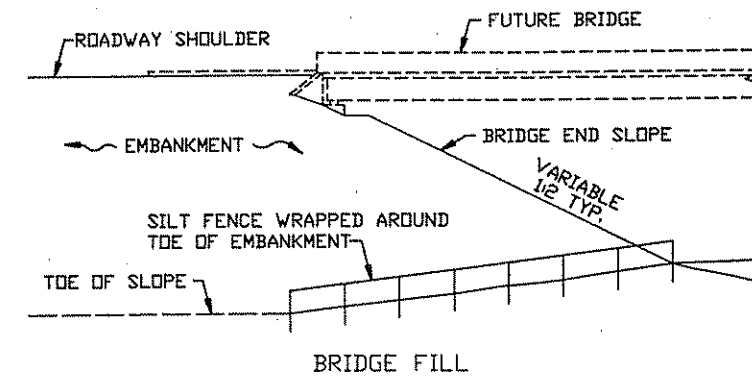 FUTURE BRIDGE
ROADWAY SHOULDER
EMBANKMENT
BRIDGE END SLOPE
VARIABLE
1:2 TYP.
SILT FENCE WRAPPED AROUND
TOE OF EMBANKMENT
TOE OF SLOPE
BRIDGE FILL